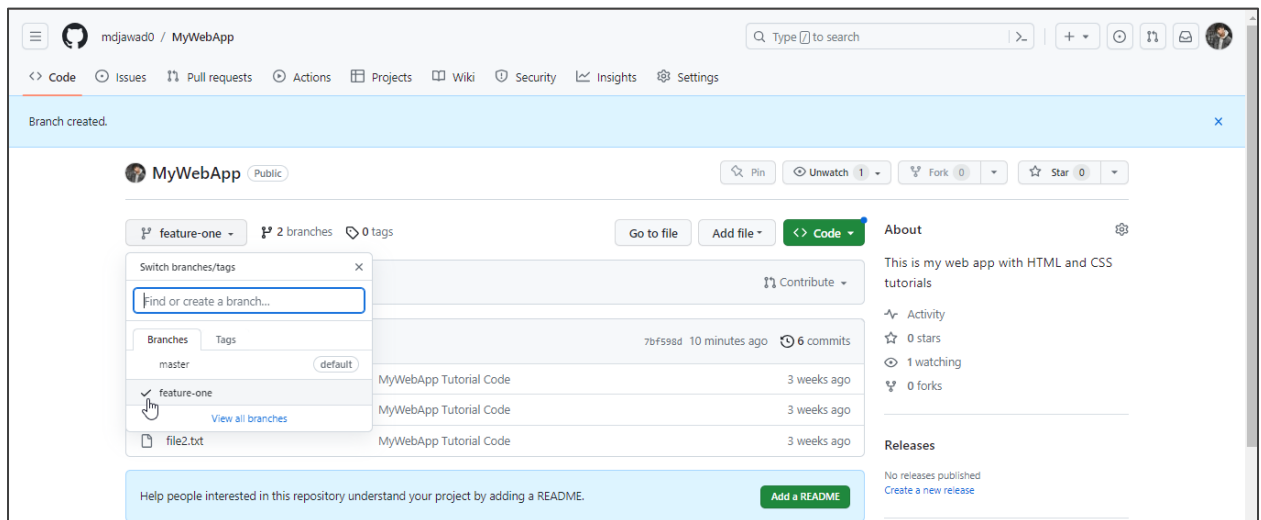 mdjawad0 / MyWebApp
Type / to search
Code Issues Pull requests Actions Projects Wiki Security Insights Settings
Branch created.
MyWebApp Public
Pin Unwatch 1 Fork 0 Star 0
feature-one 2 branches 0 tags
Go to file Add file Code
Switch branches/tags
Find or create a branch...
Branches Tags
master default
feature-one
View all branches
Contribute
7bf598d 10 minutes ago 6 commits
MyWebApp Tutorial Code 3 weeks ago
MyWebApp Tutorial Code 3 weeks ago
file2.txt MyWebApp Tutorial Code 3 weeks ago
Help people interested in this repository understand your project by adding a README. Add a README
About
This is my web app with HTML and CSS
tutorials
Activity
0 stars
1 watching
0 forks
Releases
No releases published
Create a new release